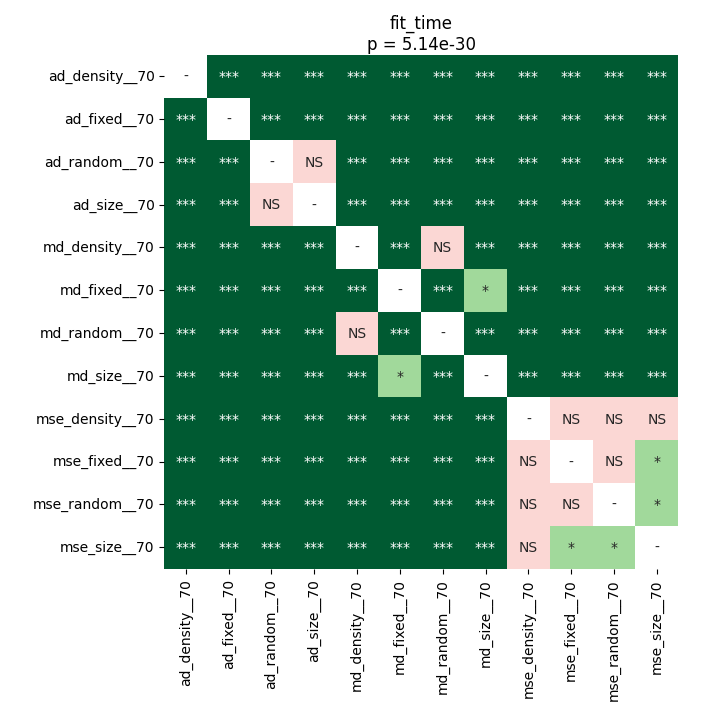 fit_time
p = 5.14e-30
ad_density__70 - *** *** *** *** *** *** *** *** *** *** ***
ad_fixed__70 *** - *** *** *** *** *** *** *** *** *** ***
ad_random__70 *** *** - NS *** *** *** *** *** *** *** ***
ad_size__70 *** *** NS - *** *** *** *** *** *** *** ***
md_density__70 *** *** *** *** - *** NS *** *** *** *** ***
md_fixed__70 *** *** *** *** *** - *** * *** *** *** ***
md_random__70 *** *** *** *** NS *** - *** *** *** *** ***
md_size__70 *** *** *** *** *** * *** - *** *** *** ***
mse_density__70 *** *** *** *** *** *** *** *** - NS NS NS
mse_fixed__70 *** *** *** *** *** *** *** *** NS - NS *
mse_random__70 *** *** *** *** *** *** *** *** NS NS - *
mse_size__70 *** *** *** *** *** *** *** *** NS * * -
ad_density__70
ad_fixed__70
ad_random__70
ad_size__70
md_density__70
md_fixed__70
md_random__70
md_size__70
mse_density__70
mse_fixed__70
mse_random__70
mse_size__70